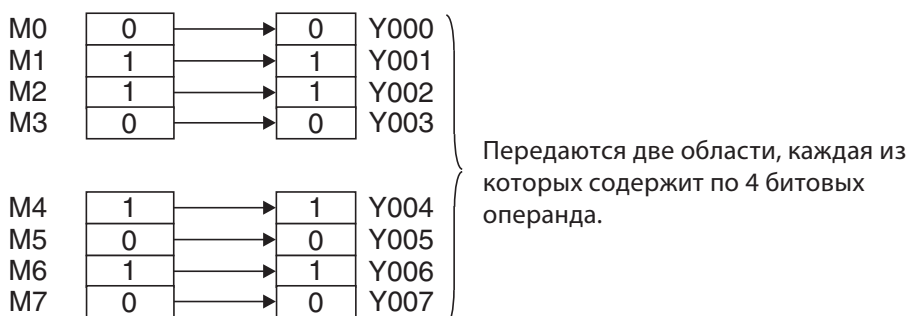 M0 0 0 Y000
M1 1 1 Y001
M2 1 1 Y002
M3 0 0 Y003
Передаются две области, каждая из
которых содержит по 4 битовых
операнда.
M4 1 1 Y004
M5 0 0 Y005
M6 1 1 Y006
M7 0 0 Y007